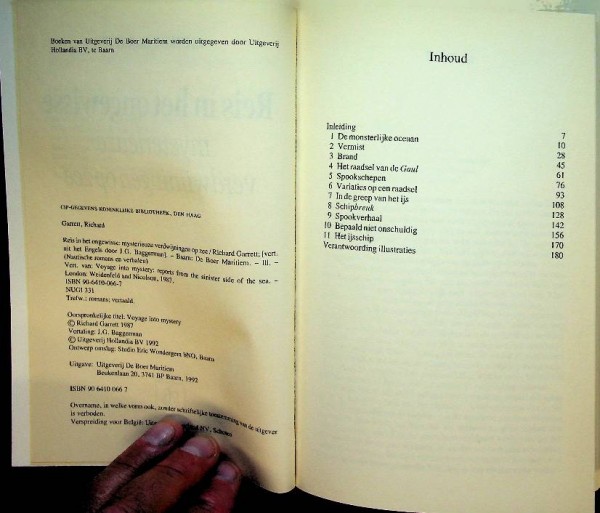 Boeken van Uitgeverij De Boer Maritiem worden uitgegeven door Uitgeverij
Hollandia BV, te Baarn
CIP-GEGEVENS KONINKLIJKE BIBLIOTHEEK, DEN HAAG
Garrett, Richard
Reis in het ongewisse: mysterieuze verdwijningen op zee / Richard Garrett; [vert.
uit het Engels door J.G. Baggerman]. – Baarn: De Boer Maritiem. – Ill. –
(Nautische romans en verhalen)
Vert. van: Voyage into mystery: reports from the sinister side of the sea. –
London: Weidenfeld and Nicolson, 1987.
ISBN 90-6410-066-7
NUGI 331
Trefw.: romans; vertaald.
Oorspronkelijke titel: Voyage into mystery
© Richard Garrett 1987
Vertaling: J.G. Baggerman
© Uitgeverij Hollandia BV 1992
Ontwerp omslag: Studio Eric Wondergem BNO, Baarn
Uitgave: Uitgeverij De Boer Maritiem
Beukenlaan 20, 3741 BP Baarn, 1992
ISBN 90 6410 066 7
Overname, in welke vorm ook, zonder schriftelijke toestemming van de uitgever
is verboden.
Verspreiding voor België: NV, Schoten
Inhoud
Inleiding
1 De monsterlijke oceaan 7
2 Vermist 10
3 Brand 28
4 Het raadsel van de Gaul 45
5 Spookschepen 61
6 Variaties op een raadsel 76
7 In de greep van het ijs 93
8 Schipbreuk 108
9 Spookverhaal 128
10 Bepaald niet onschuldig 142
11 Het ijsschip 156
Verantwoording illustraties 170
180